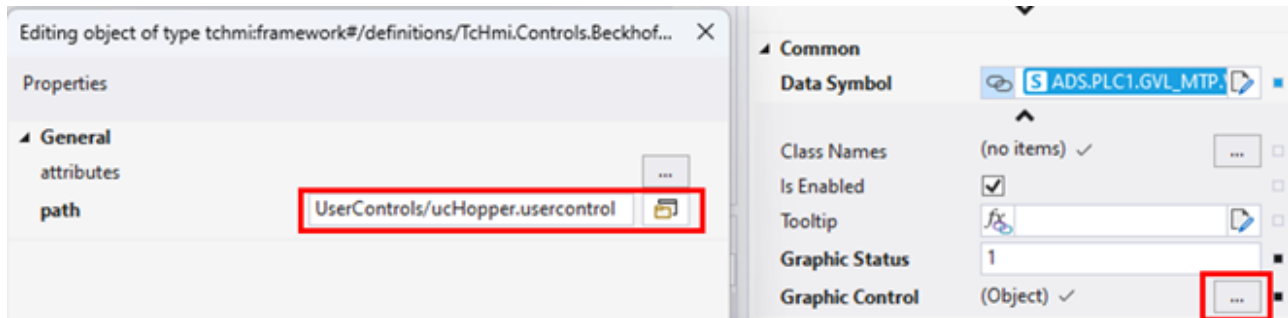 Editing object of type tchmi:framework#/definitions/TcHmi.Controls.Beckhof...
Properties
General
attributes
...
path
UserControls/ucHopper.usercontrol
Common
Data Symbol
S ADS.PLC1.GVL_MTP.
Class Names
(no items)
...
Is Enabled
Tooltip
fx
Graphic Status
1
Graphic Control
(Object)
...